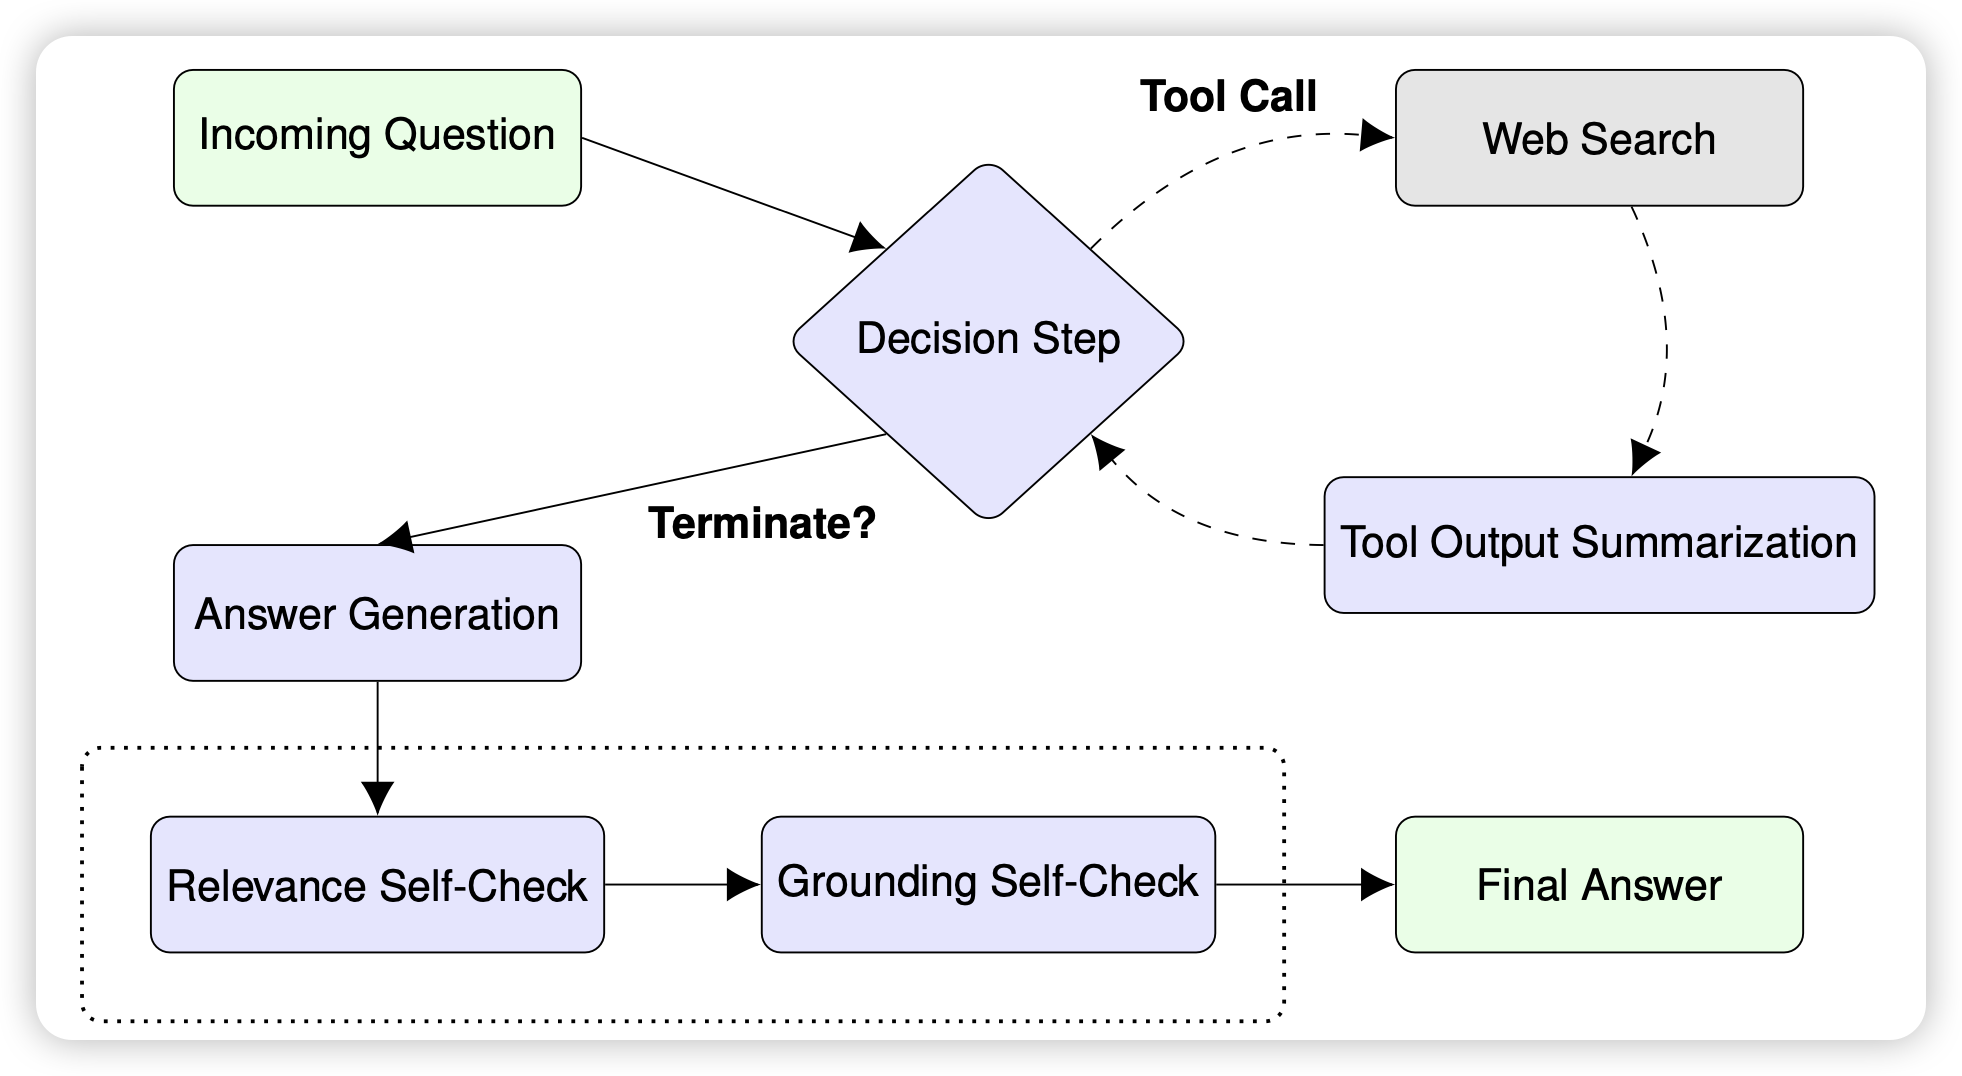 Incoming Question
Tool Call
Web Search
Decision Step
Terminate?
Tool Output Summarization
Answer Generation
Relevance Self-Check
Grounding Self-Check
Final Answer